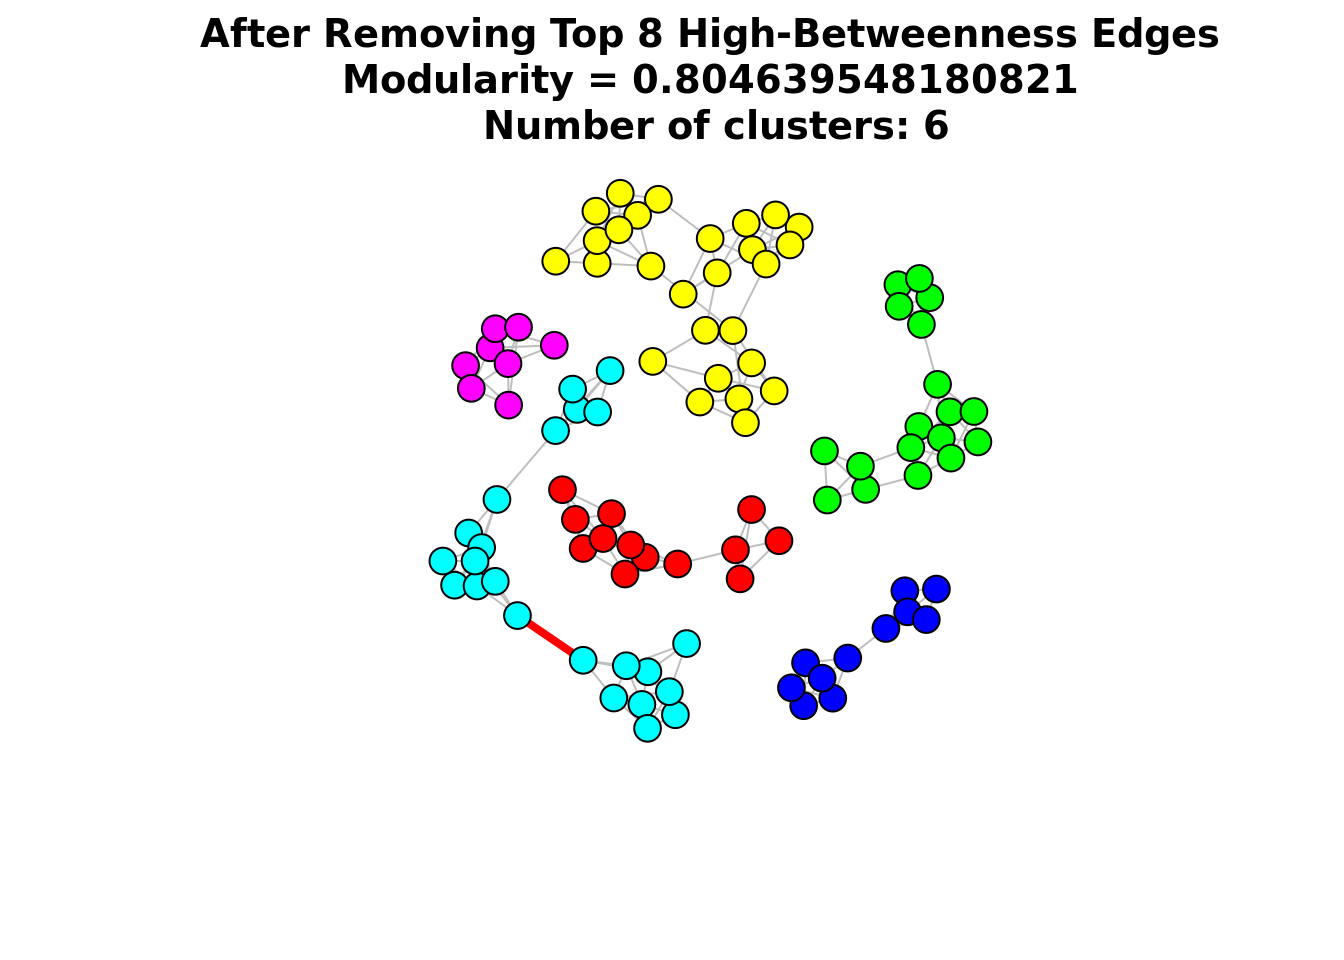 After Removing Top 8 High-Betweenness Edges
Modularity = 0.804639548180821
Number of clusters: 6